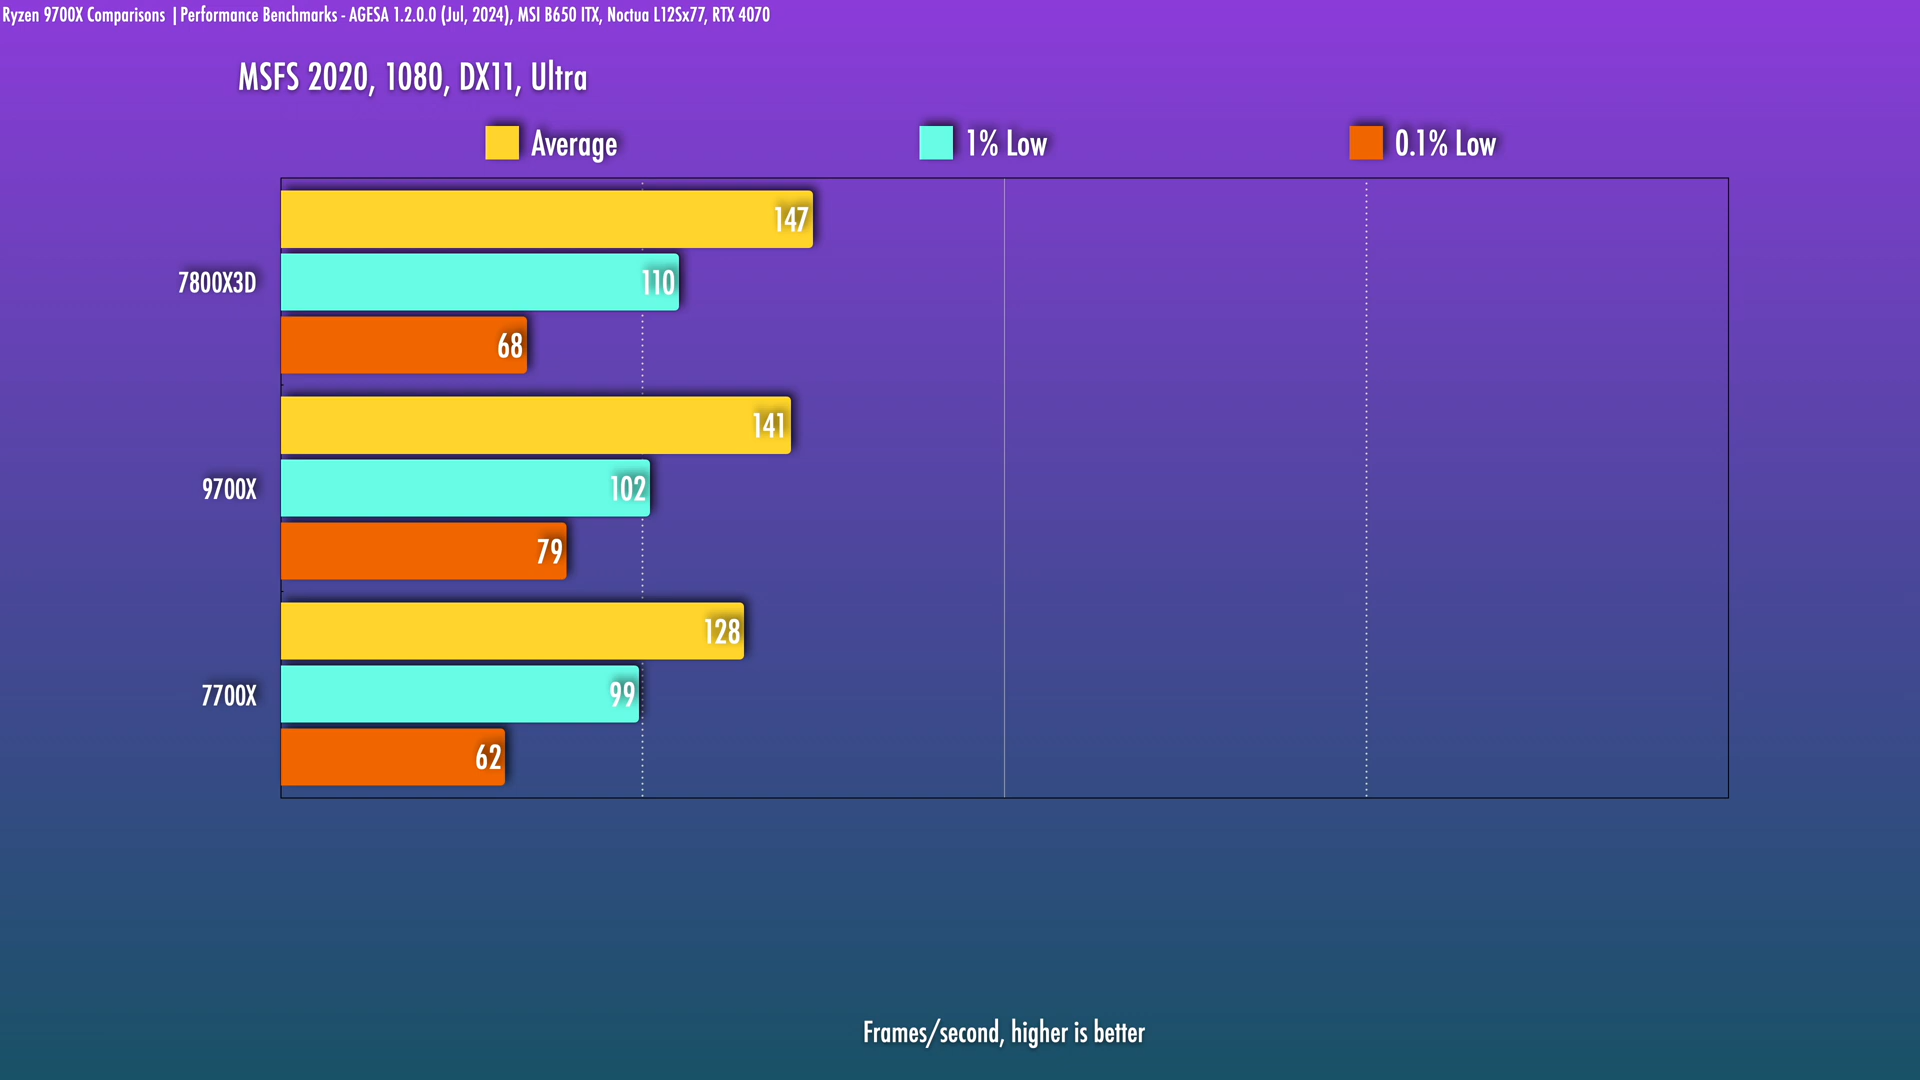 Ryzen 9700X Comparisons | Performance Benchmarks - AGESA 1.2.0.0 (Jul, 2024), MSI B650 ITX, Noctua L12Sx77, RTX 4070
MSFS 2020, 1080, DX11, Ultra
Average 1% Low 0.1% Low
147
7800X3D 110
68
141
9700X 102
79
128
7700X 99
62
Frames/second, higher is better